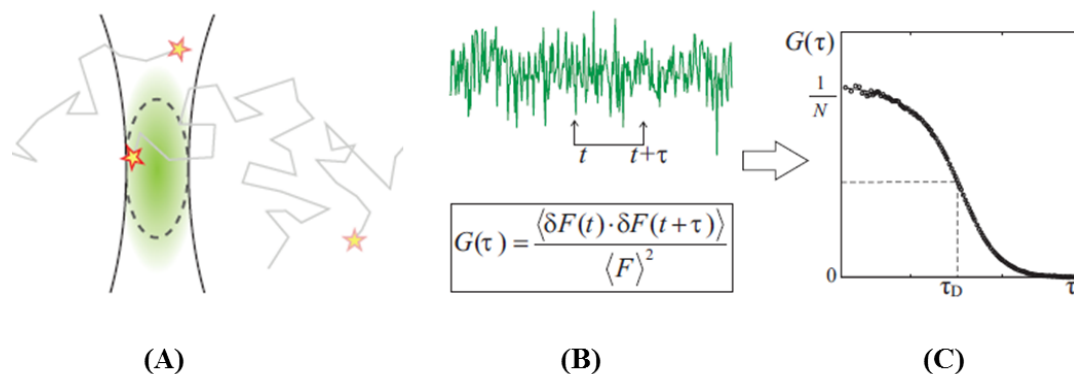 t
t+τ
G(τ) = ⟨δF(t)·δF(t+τ)⟩ / ⟨F⟩²
G(τ)
1/N
0
τD
τ
(A)
(B)
(C)